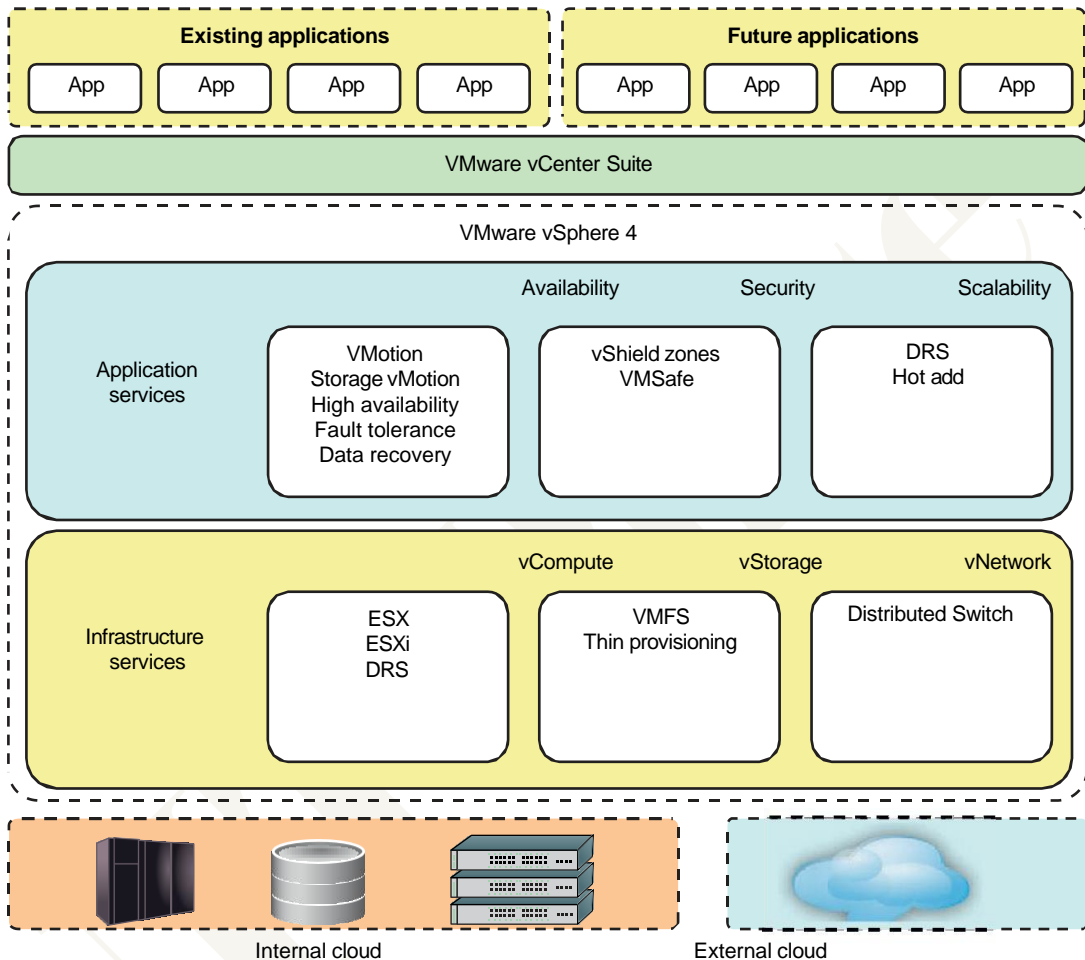 Existing applications
App
App
App
App
Future applications
App
App
App
App
VMware vCenter Suite
VMware vSphere 4
Application
services
Availability
Security
Scalability
VMotion
Storage vMotion
High availability
Fault tolerance
Data recovery
vShield zones
VMSafe
DRS
Hot add
Infrastructure
services
vCompute
vStorage
vNetwork
ESX
ESXi
DRS
VMFS
Thin provisioning
Distributed Switch
Internal cloud
External cloud